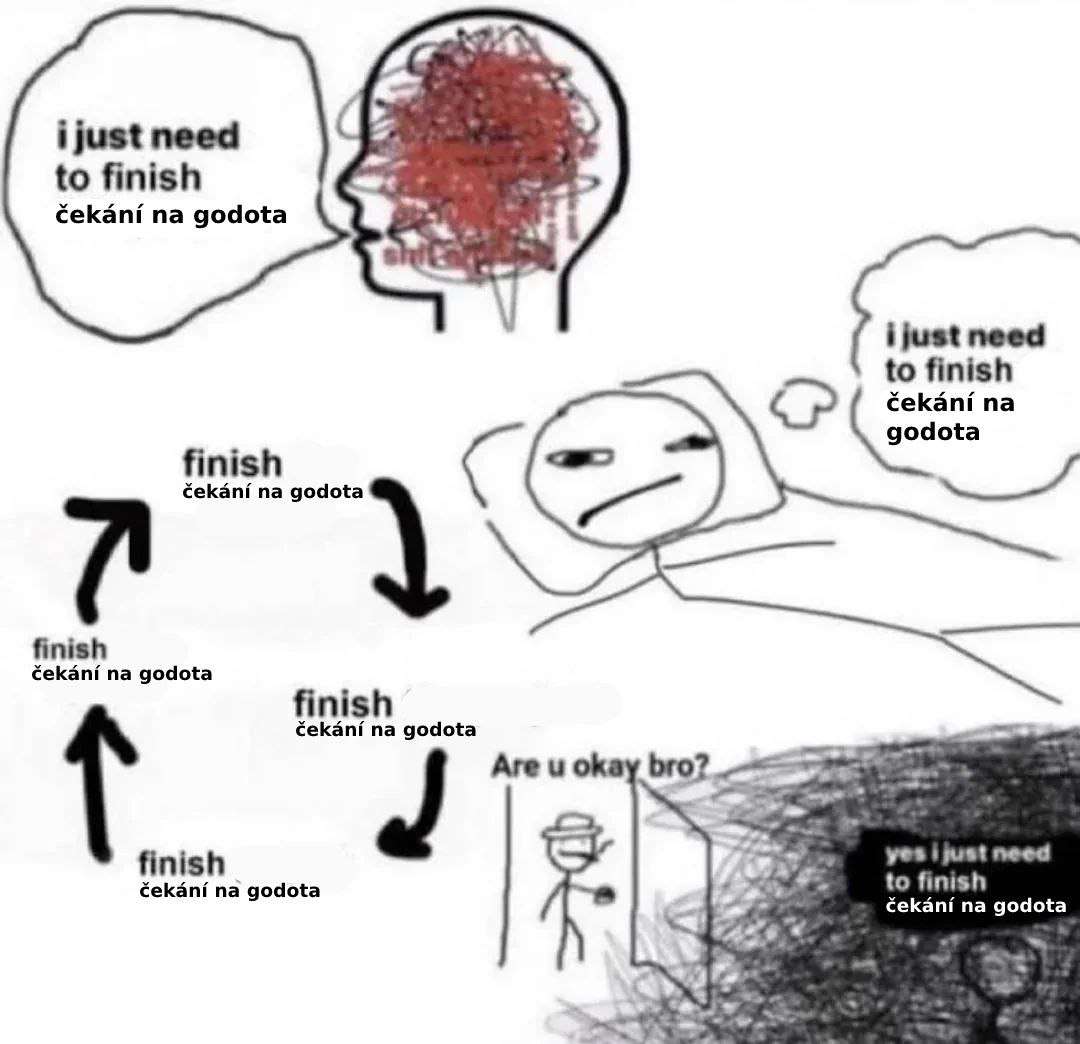 i just need
to finish
čekání na godota
i just need
to finish
čekání na
godota
finish
čekání na godota
finish
čekání na godota
finish
čekání na godota
finish
čekání na godota
Are u okay bro?
yes i just need
to finish
čekání na godota